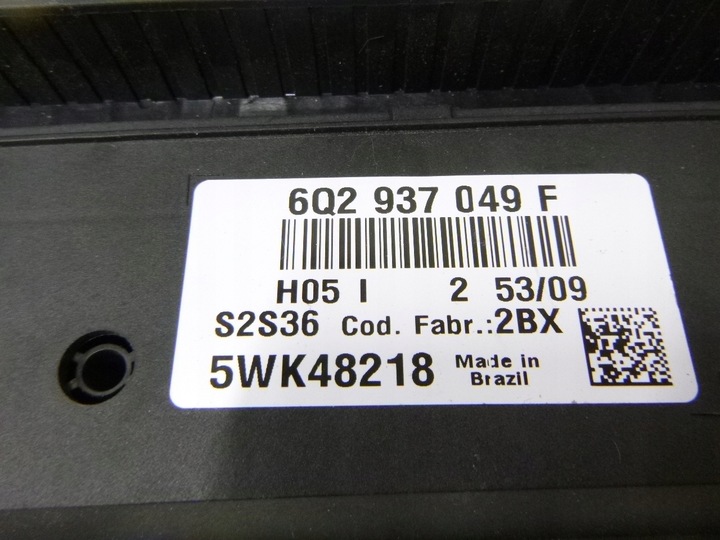 6Q2 937 049 F
H05 I 2 53/09
S2S36 Cod. Fabr.:2BX
5WK48218 Made in
Brazil